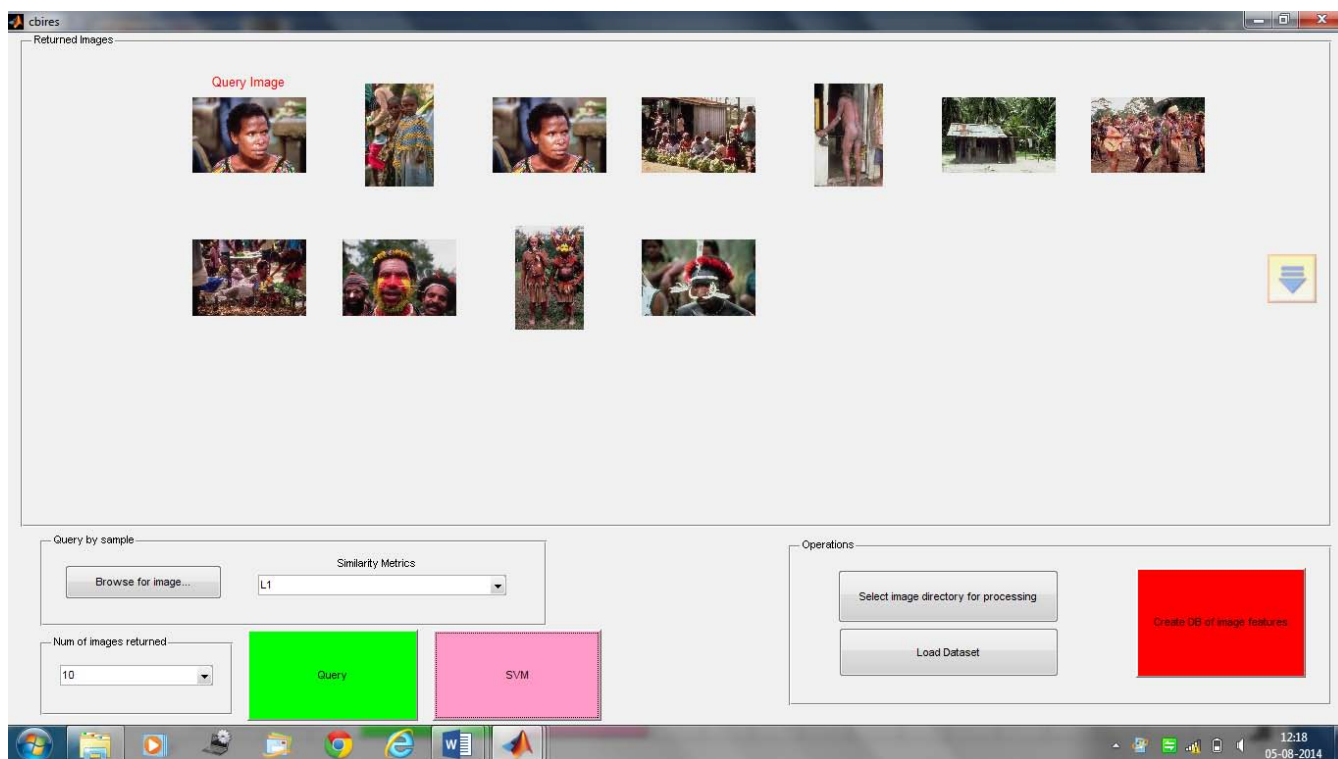 cbires
Returned Images
Query Image
Query by sample
Browse for image...
Similarity Metrics
L1
Num of images returned
10
Query
SVM
Operations
Select image directory for processing
Load Dataset
Create DB of image features
12:18
05-08-2014